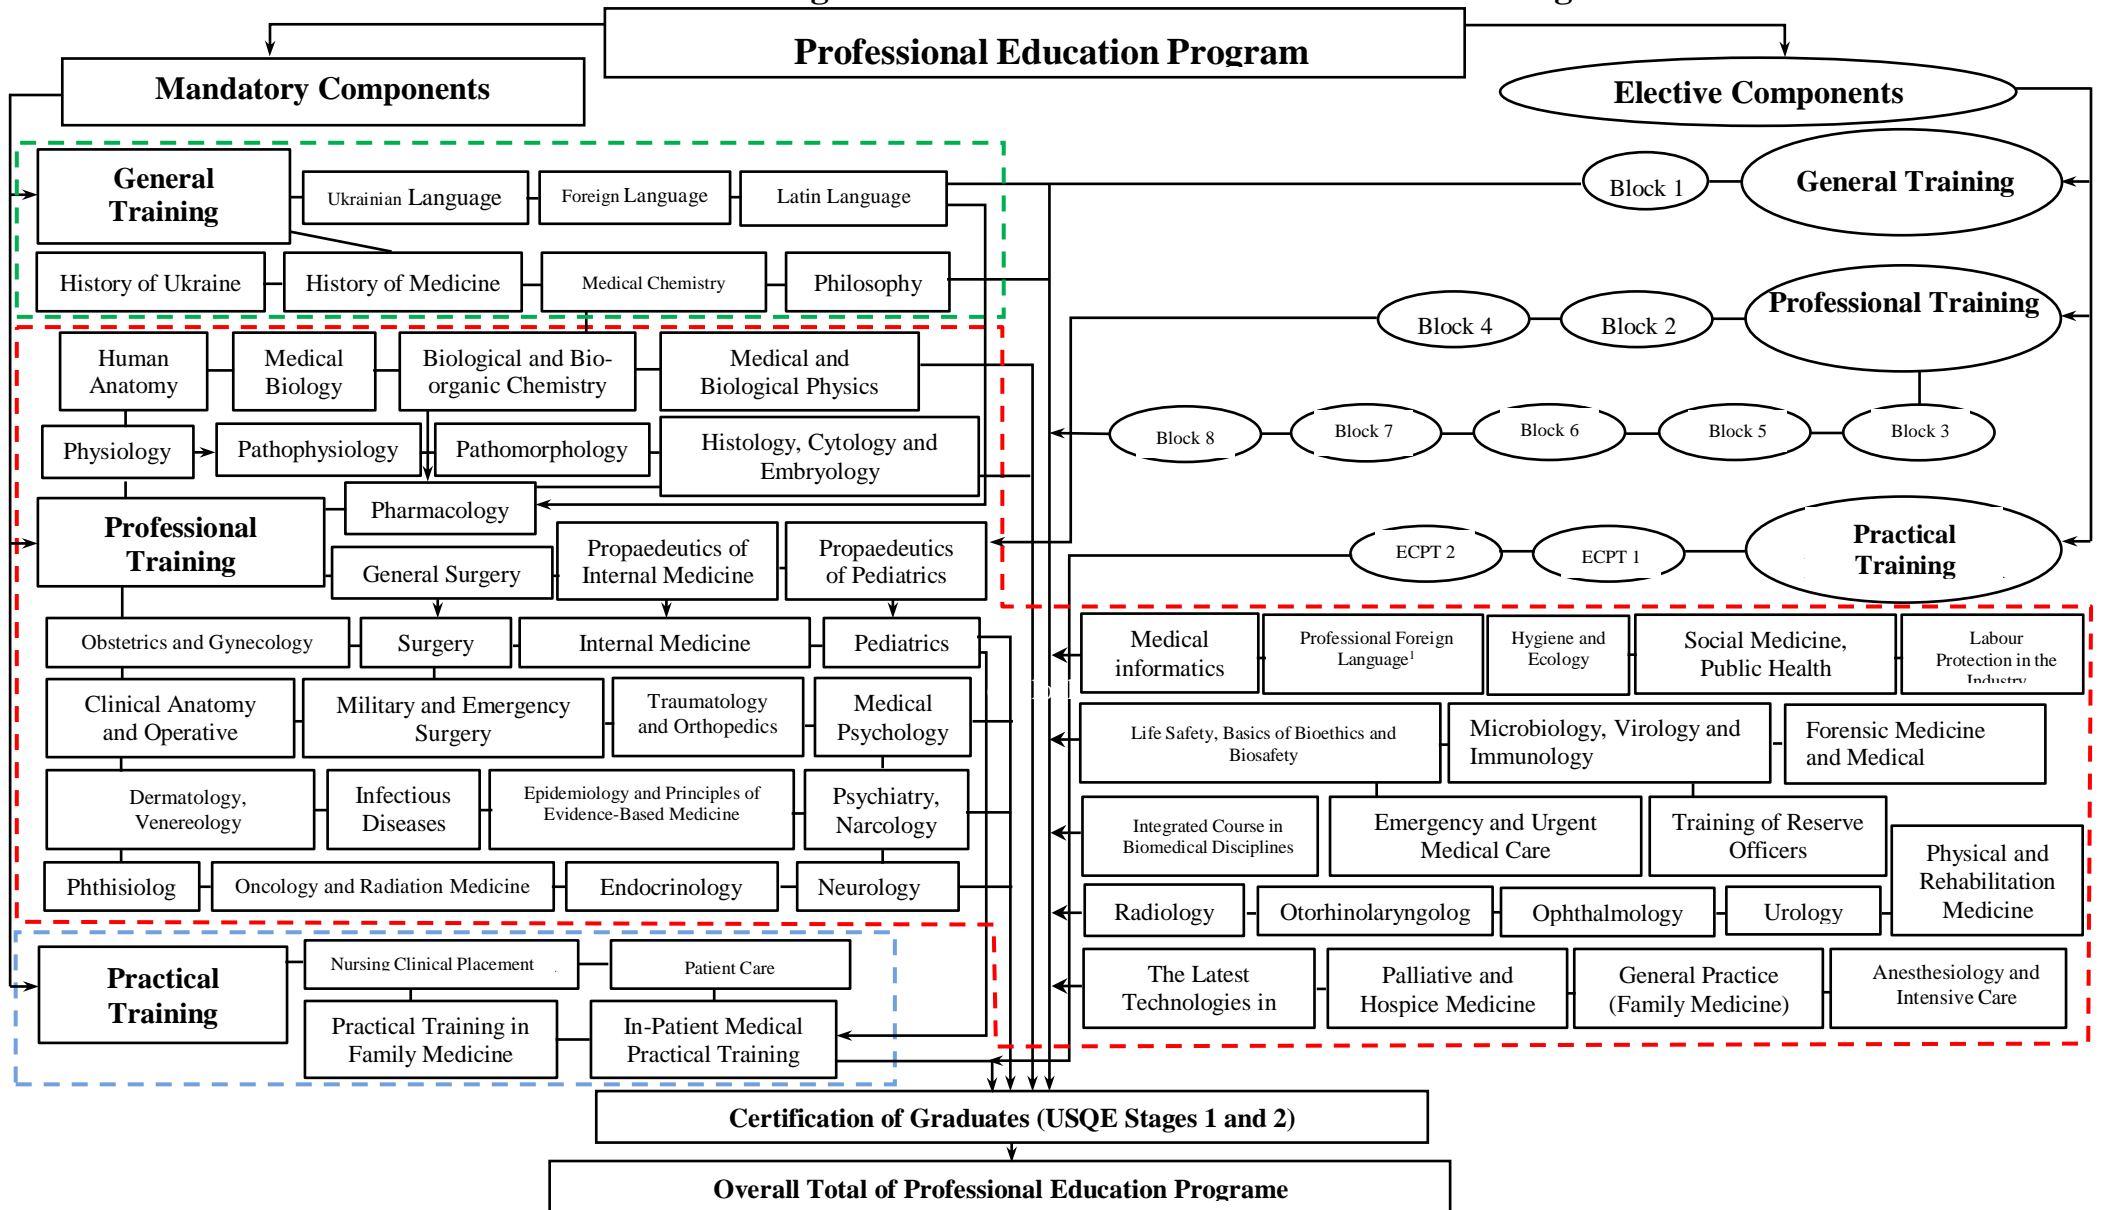 Professional Education Program
Mandatory Components
Elective Components
General
Training
Ukrainian Language
Foreign Language
Latin Language
Block 1
General Training
History of Ukraine
History of Medicine
Medical Chemistry
Philosophy
Block 4
Block 2
Professional Training
Human
Anatomy
Medical
Biology
Biological and Bio-
organic Chemistry
Medical and
Biological Physics
Physiology
Pathophysiology
Pathomorphology
Histology, Cytology and
Embryology
Block 8
Block 7
Block 6
Block 5
Block 3
Professional
Training
Pharmacology
General Surgery
Propaedeutics of
Internal Medicine
Propaedeutics
of Pediatrics
ECPT 2
ECPT 1
Practical
Training
Obstetrics and Gynecology
Surgery
Internal Medicine
Pediatrics
Medical
informatics
Professional Foreign
Language1
Hygiene and
Ecology
Social Medicine,
Public Health
Labour
Protection in the
Industry
Clinical Anatomy
and Operative
Military and Emergency
Surgery
Traumatology
and Orthopedics
Medical
Psychology
Life Safety, Basics of Bioethics and
Biosafety
Microbiology, Virology and
Immunology
Forensic Medicine
and Medical
Dermatology,
Venereology
Infectious
Diseases
Epidemiology and Principles of
Evidence-Based Medicine
Psychiatry,
Narcology
Integrated Course in
Biomedical Disciplines
Emergency and Urgent
Medical Care
Training of Reserve
Officers
Physical and
Rehabilitation
Medicine
Phthisiolog
Oncology and Radiation Medicine
Endocrinology
Neurology
Radiology
Otorhinolaryngolog
Ophthalmology
Urology
Practical
Training
Nursing Clinical Placement
Patient Care
Practical Training in
Family Medicine
In-Patient Medical
Practical Training
The Latest
Technologies in
Palliative and
Hospice Medicine
General Practice
(Family Medicine)
Anesthesiology and
Intensive Care
Certification of Graduates (USQE Stages 1 and 2)
Overall Total of Professional Education Programe